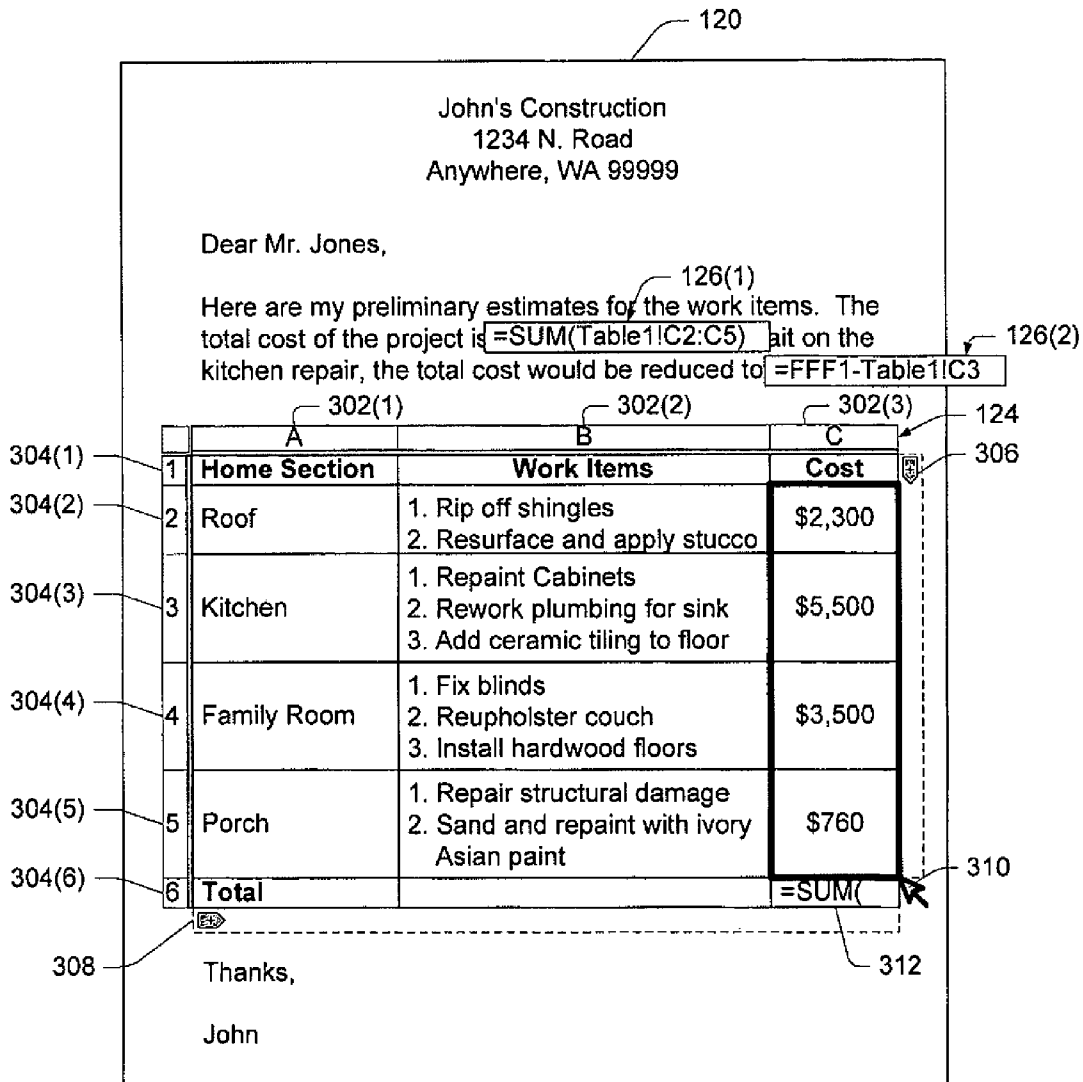 120
John's Construction
1234 N. Road
Anywhere, WA 99999
Dear Mr. Jones,
126(1)
Here are my preliminary estimates for the work items. The
total cost of the project is =SUM(Table1!C2:C5) ait on the
126(2)
kitchen repair, the total cost would be reduced to =FFF1-Table1!C3
302(1) 302(2) 302(3) 124
A B C
304(1) 1 Home Section Work Items Cost 306
304(2) 2 Roof 1. Rip off shingles $2,300
2. Resurface and apply stucco
1. Repaint Cabinets
304(3) 3 Kitchen 2. Rework plumbing for sink $5,500
3. Add ceramic tiling to floor
1. Fix blinds
304(4) 4 Family Room 2. Reupholster couch $3,500
3. Install hardwood floors
1. Repair structural damage
304(5) 5 Porch 2. Sand and repaint with ivory $760
Asian paint
304(6) 6 Total =SUM( 310
308 312
Thanks,
John